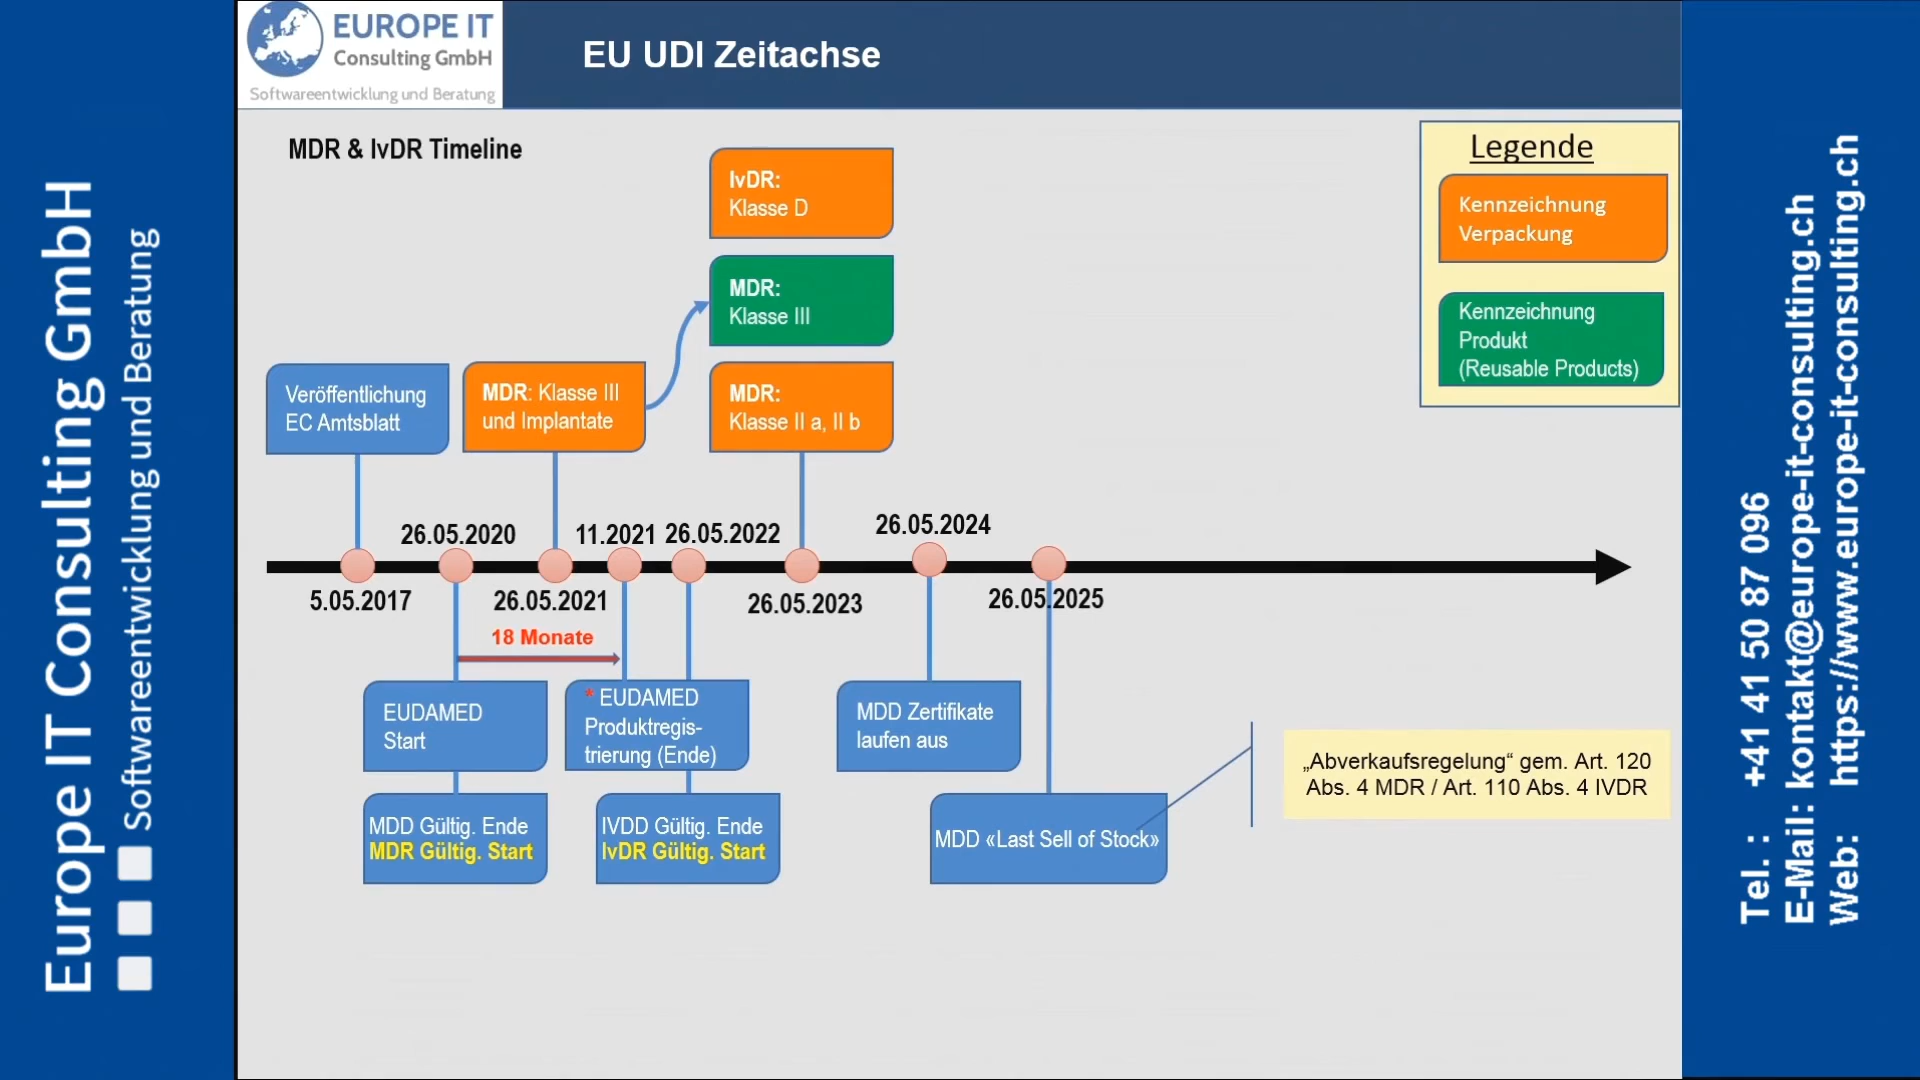 Europe IT Consulting GmbH
Softwareentwicklung und Beratung
EUROPE IT
Consulting GmbH
Softwareentwicklung und Beratung
EU UDI Zeitachse
MDR & IvDR Timeline
Legende
Kennzeichnung
Verpackung
Kennzeichnung
Produkt
(Reusable Products)
IvDR:
Klasse D
MDR:
Klasse III
MDR:
Klasse II a, II b
Veröffentlichung
EC Amtsblatt
MDR: Klasse III
und Implantate
26.05.2020
11.2021
26.05.2022
26.05.2024
5.05.2017
26.05.2021
26.05.2023
26.05.2025
18 Monate
EUDAMED
Start
* EUDAMED
Produktregis-
trierung (Ende)
MDD Zertifikate
laufen aus
MDD Gültig. Ende
MDR Gültig. Start
IVDD Gültig. Ende
IvDR Gültig. Start
MDD «Last Sell of Stock»
„Abverkaufsregelung“ gem. Art. 120
Abs. 4 MDR / Art. 110 Abs. 4 IVDR
Tel. : +41 41 50 87 096
E-Mail: kontakt@europe-it-consulting.ch
Web: https://www.europe-it-consulting.ch